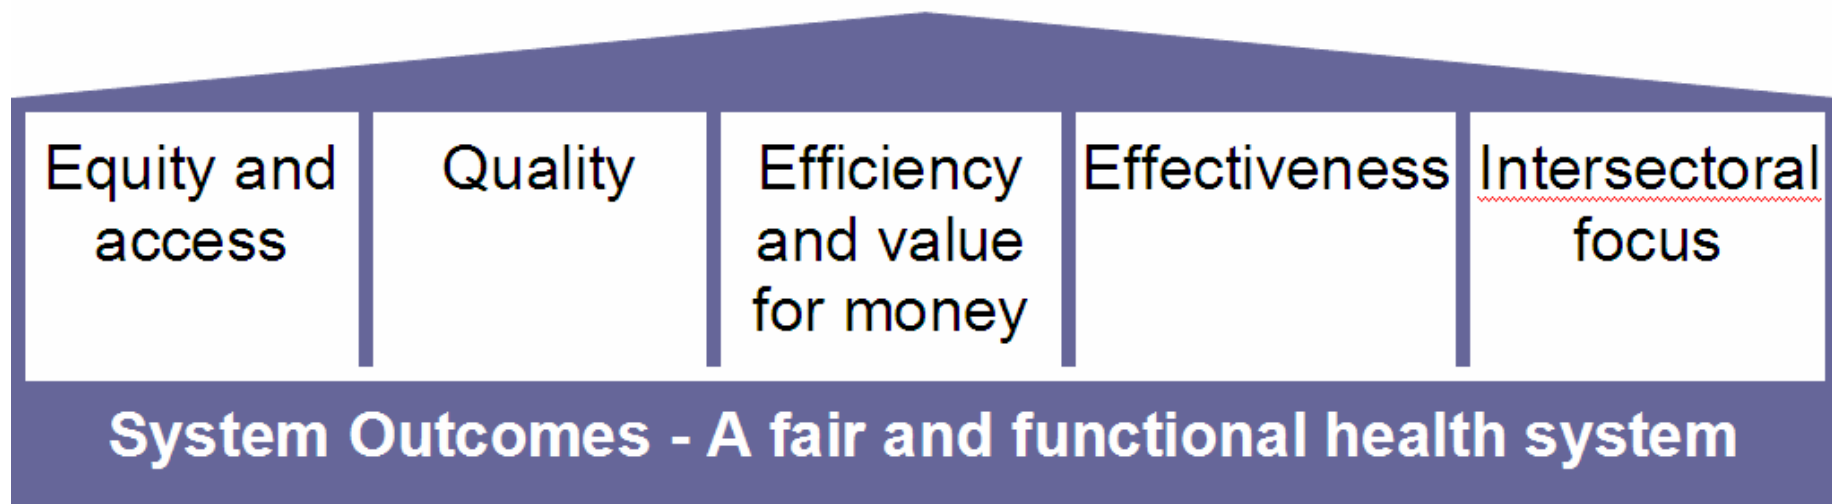 Equity and
access
Quality
Efficiency
and value
for money
Effectiveness
Intersectoral
focus
System Outcomes - A fair and functional health system